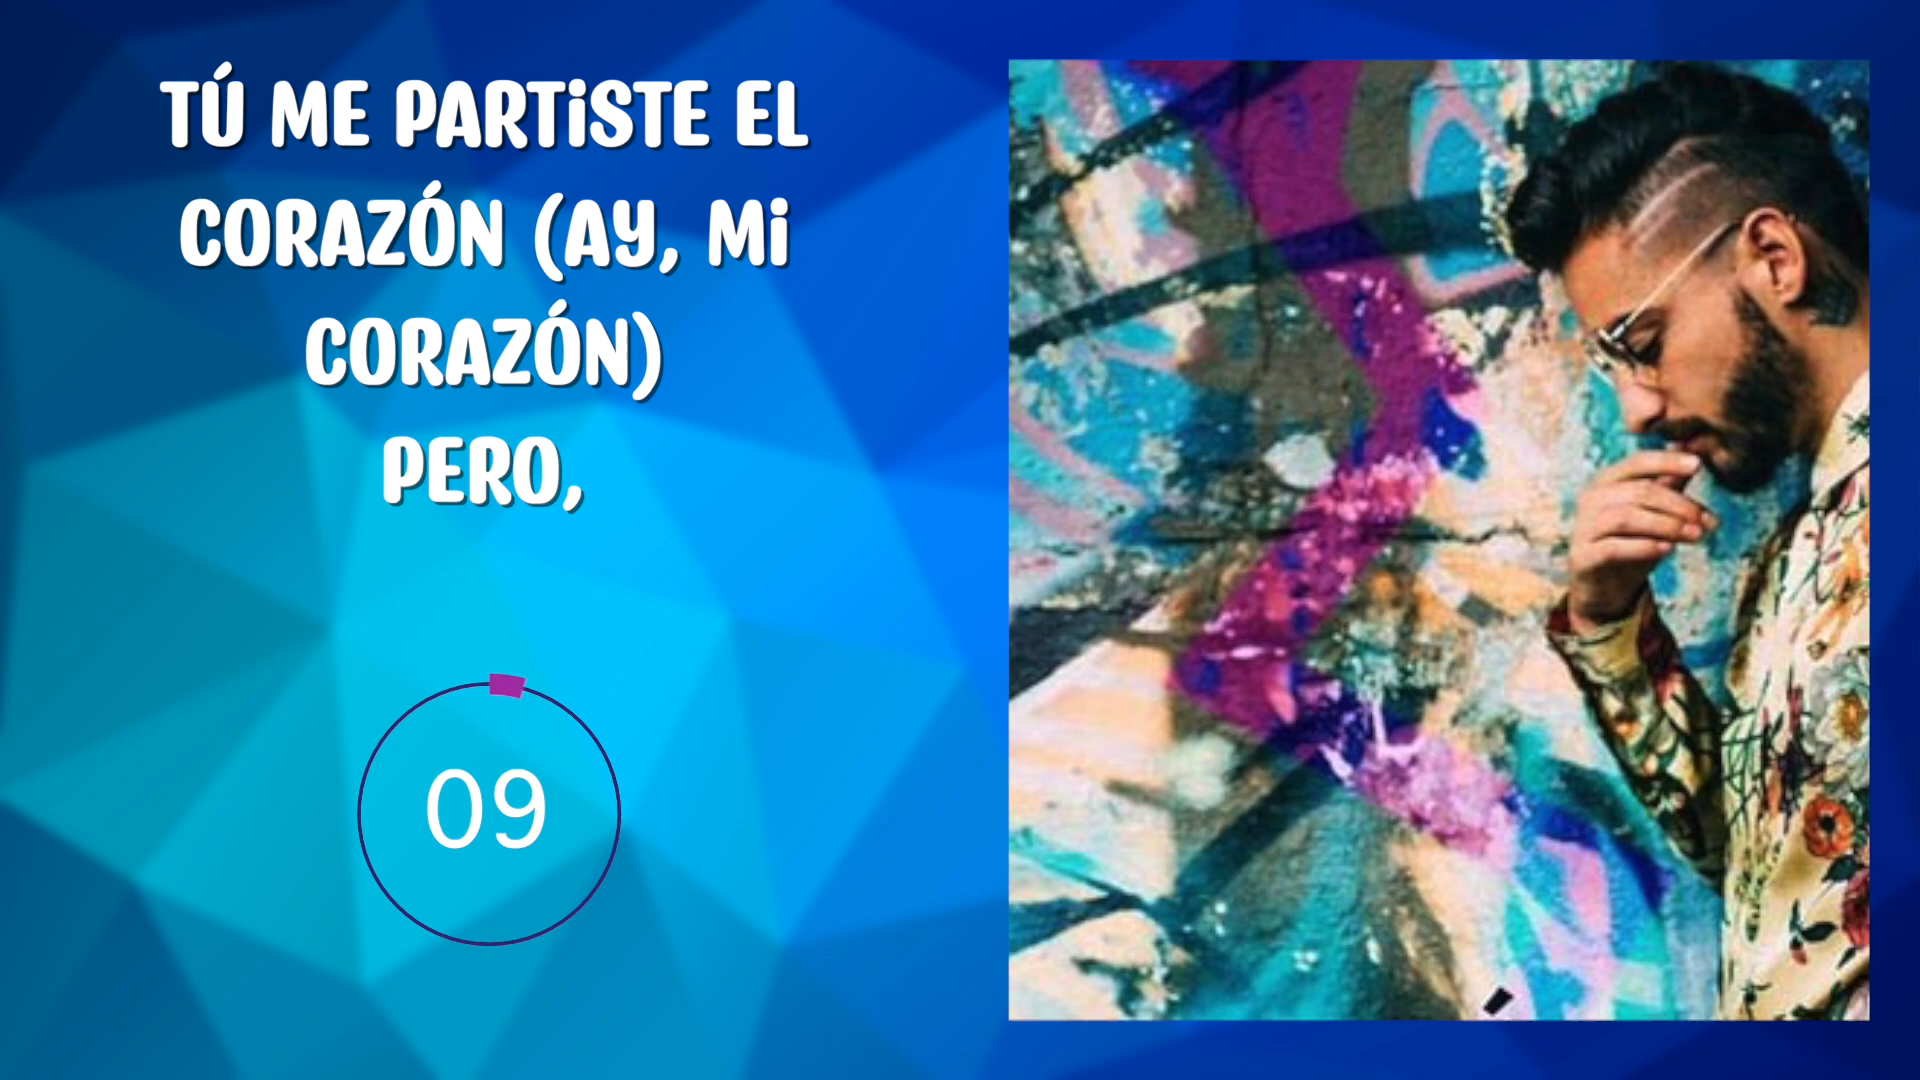 TÚ ME PARTiSTE EL
CORAZÓN (AY, Mi
CORAZÓN)
PERO,
09